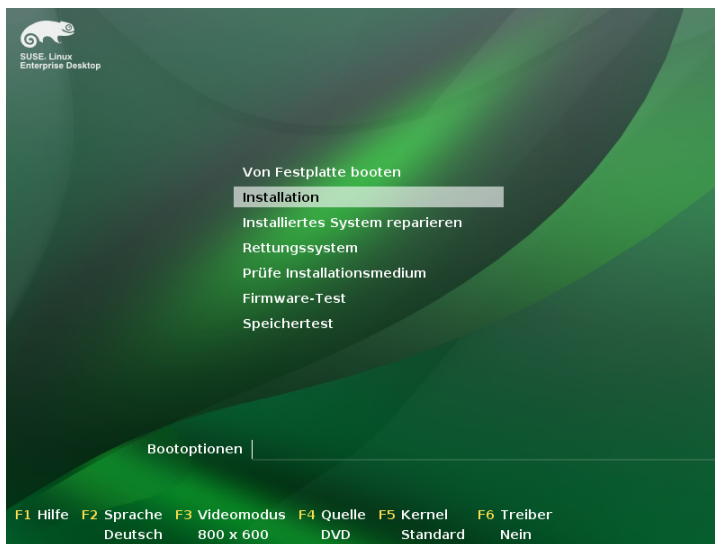 SUSE. Linux
Enterprise Desktop
Von Festplatte booten
Installation
Installiertes System reparieren
Rettungssystem
Prüfe Installationsmedium
Firmware-Test
Speichertest
Bootoptionen
F1 Hilfe F2 Sprache F3 Videomodus F4 Quelle F5 Kernel F6 Treiber
Deutsch 800 x 600 DVD Standard Nein